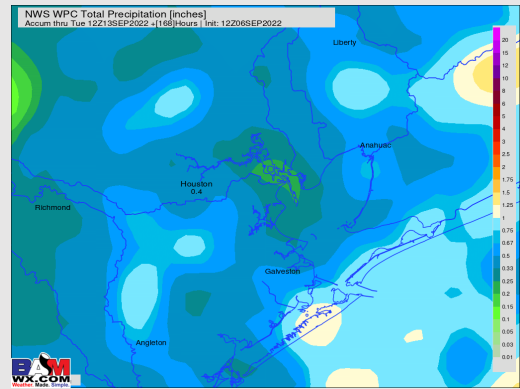 NWS WPC Total Precipitation [inches]
Accum thru Tue 12Z13SEP2022 +[168]Hours | Init: 12Z06SEP2022
Liberty
Anahuac
Houston
0.4
Richmond
Galveston
Angleton
20
15
12
10
8
6
5
4
3
2.5
2
1.75
1.5
1.25
1
0.75
0.67
0.5
0.33
0.25
0.2
0.15
0.1
0.05
0.03
0.01
BAM
WX.COM
Weather. Made. Simple.